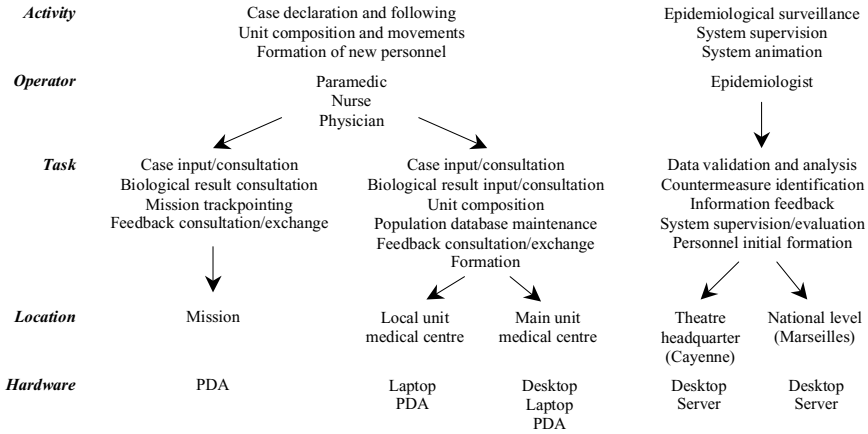 Activity
Case declaration and following
Unit composition and movements
Formation of new personnel
Epidemiological surveillance
System supervision
System animation
Operator
Paramedic
Nurse
Physician
Epidemiologist
Task
Case input/consultation
Biological result consultation
Mission trackpointing
Feedback consultation/exchange
Case input/consultation
Biological result input/consultation
Unit composition
Population database maintenance
Feedback consultation/exchange
Formation
Data validation and analysis
Countermeasure identification
Information feedback
System supervision/evaluation
Personnel initial formation
Location
Mission
Local unit
medical centre
Main unit
medical centre
Theatre
headquarter
(Cayenne)
National level
(Marseilles)
Hardware
PDA
Laptop
PDA
Desktop
Laptop
PDA
Desktop
Server
Desktop
Server